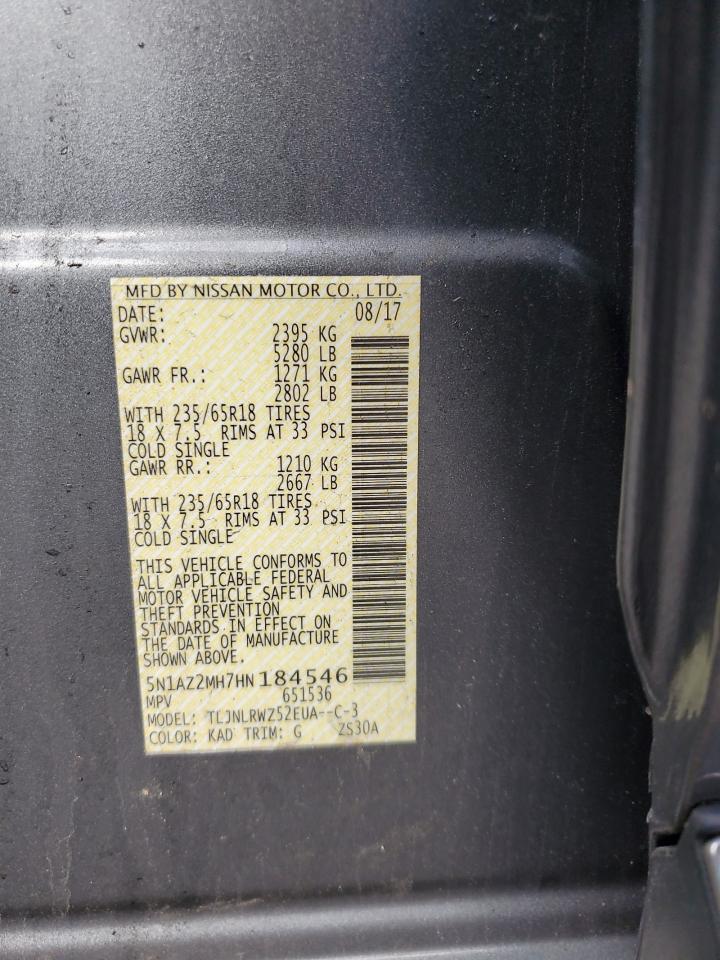 MFD BY NISSAN MOTOR CO., LTD.
DATE: 08/17
GVWR: 2395 KG
5280 LB
GAWR FR.: 1271 KG
2802 LB
WITH 235/65R18 TIRES
18 X 7.5 RIMS AT 33 PSI
COLD SINGLE
GAWR RR.: 1210 KG
2667 LB
WITH 235/65R18 TIRES
18 X 7.5 RIMS AT 33 PSI
COLD SINGLE
THIS VEHICLE CONFORMS TO
ALL APPLICABLE FEDERAL
MOTOR VEHICLE SAFETY AND
THEFT PREVENTION
STANDARDS IN EFFECT ON
THE DATE OF MANUFACTURE
SHOWN ABOVE.
5N1AZ2MH7HN184546
MPV 651536
MODEL: TLJNLRWZ52EUA--C-3
COLOR: KAD TRIM: G ZS30A